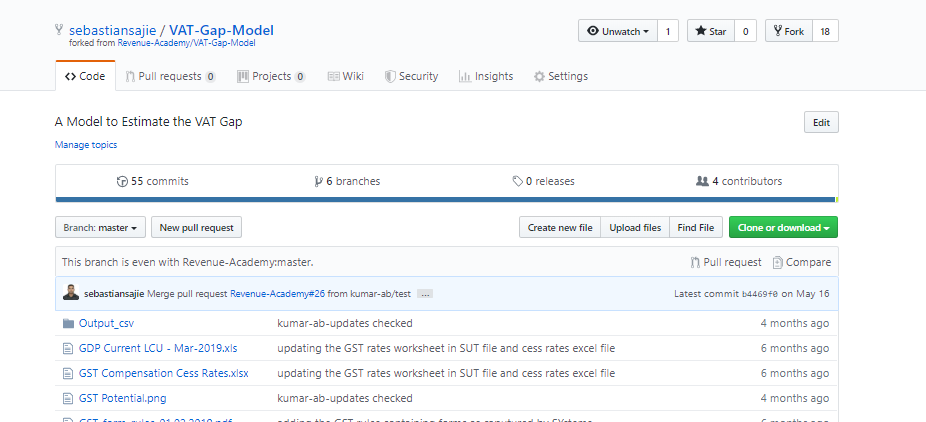 sebastiansajie / VAT-Gap-Model
forked from Revenue-Academy/VAT-Gap-Model
Unwatch 1 Star 0 Fork 18
Code Pull requests 0 Projects 0 Wiki Security Insights Settings
A Model to Estimate the VAT Gap Edit
Manage topics
55 commits 6 branches 0 releases 4 contributors
Branch: master New pull request Create new file Upload files Find File Clone or download
This branch is even with Revenue-Academy:master. Pull request Compare
sebastiansajie Merge pull request Revenue-Academy#26 from kumar-ab/test ... Latest commit b4469f0 on May 16
Output_csv kumar-ab-updates checked 4 months ago
GDP Current LCU - Mar-2019.xls updating the GST rates worksheet in SUT file and cess rates excel file 6 months ago
GST Compensation Cess Rates.xlsx updating the GST rates worksheet in SUT file and cess rates excel file 6 months ago
GST Potential.png kumar-ab-updates checked 4 months ago